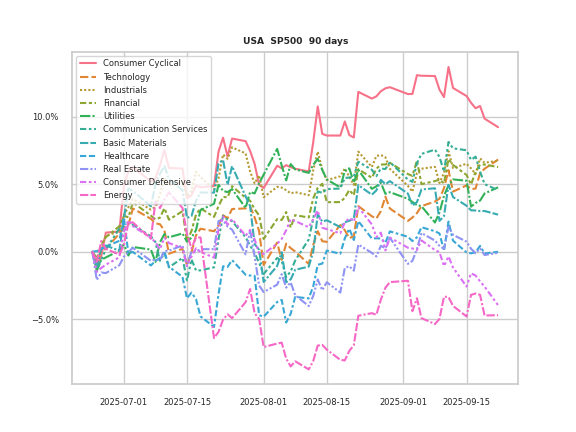 USA SP500 90 days
Consumer Cyclical
Technology
Industrials
Financial
Utilities
Communication Services
Basic Materials
Healthcare
Real Estate
Consumer Defensive
Energy
10.0%
5.0%
0.0%
−5.0%
2025-07-01 2025-07-15 2025-08-01 2025-08-15 2025-09-01 2025-09-15